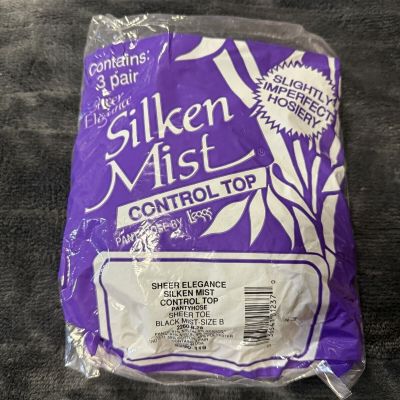 Contains:
3 pair
Sheer
Elegance
Silken
Mist®
CONTROL TOP
PANTYHOSE BY L'eggs
SLIGHTLY
IMPERFECT
HOSIERY
SHEER ELEGANCE
SILKEN MIST
CONTROL TOP
PANTYHOSE
SHEER TOE
BLACK MIST-SIZE B